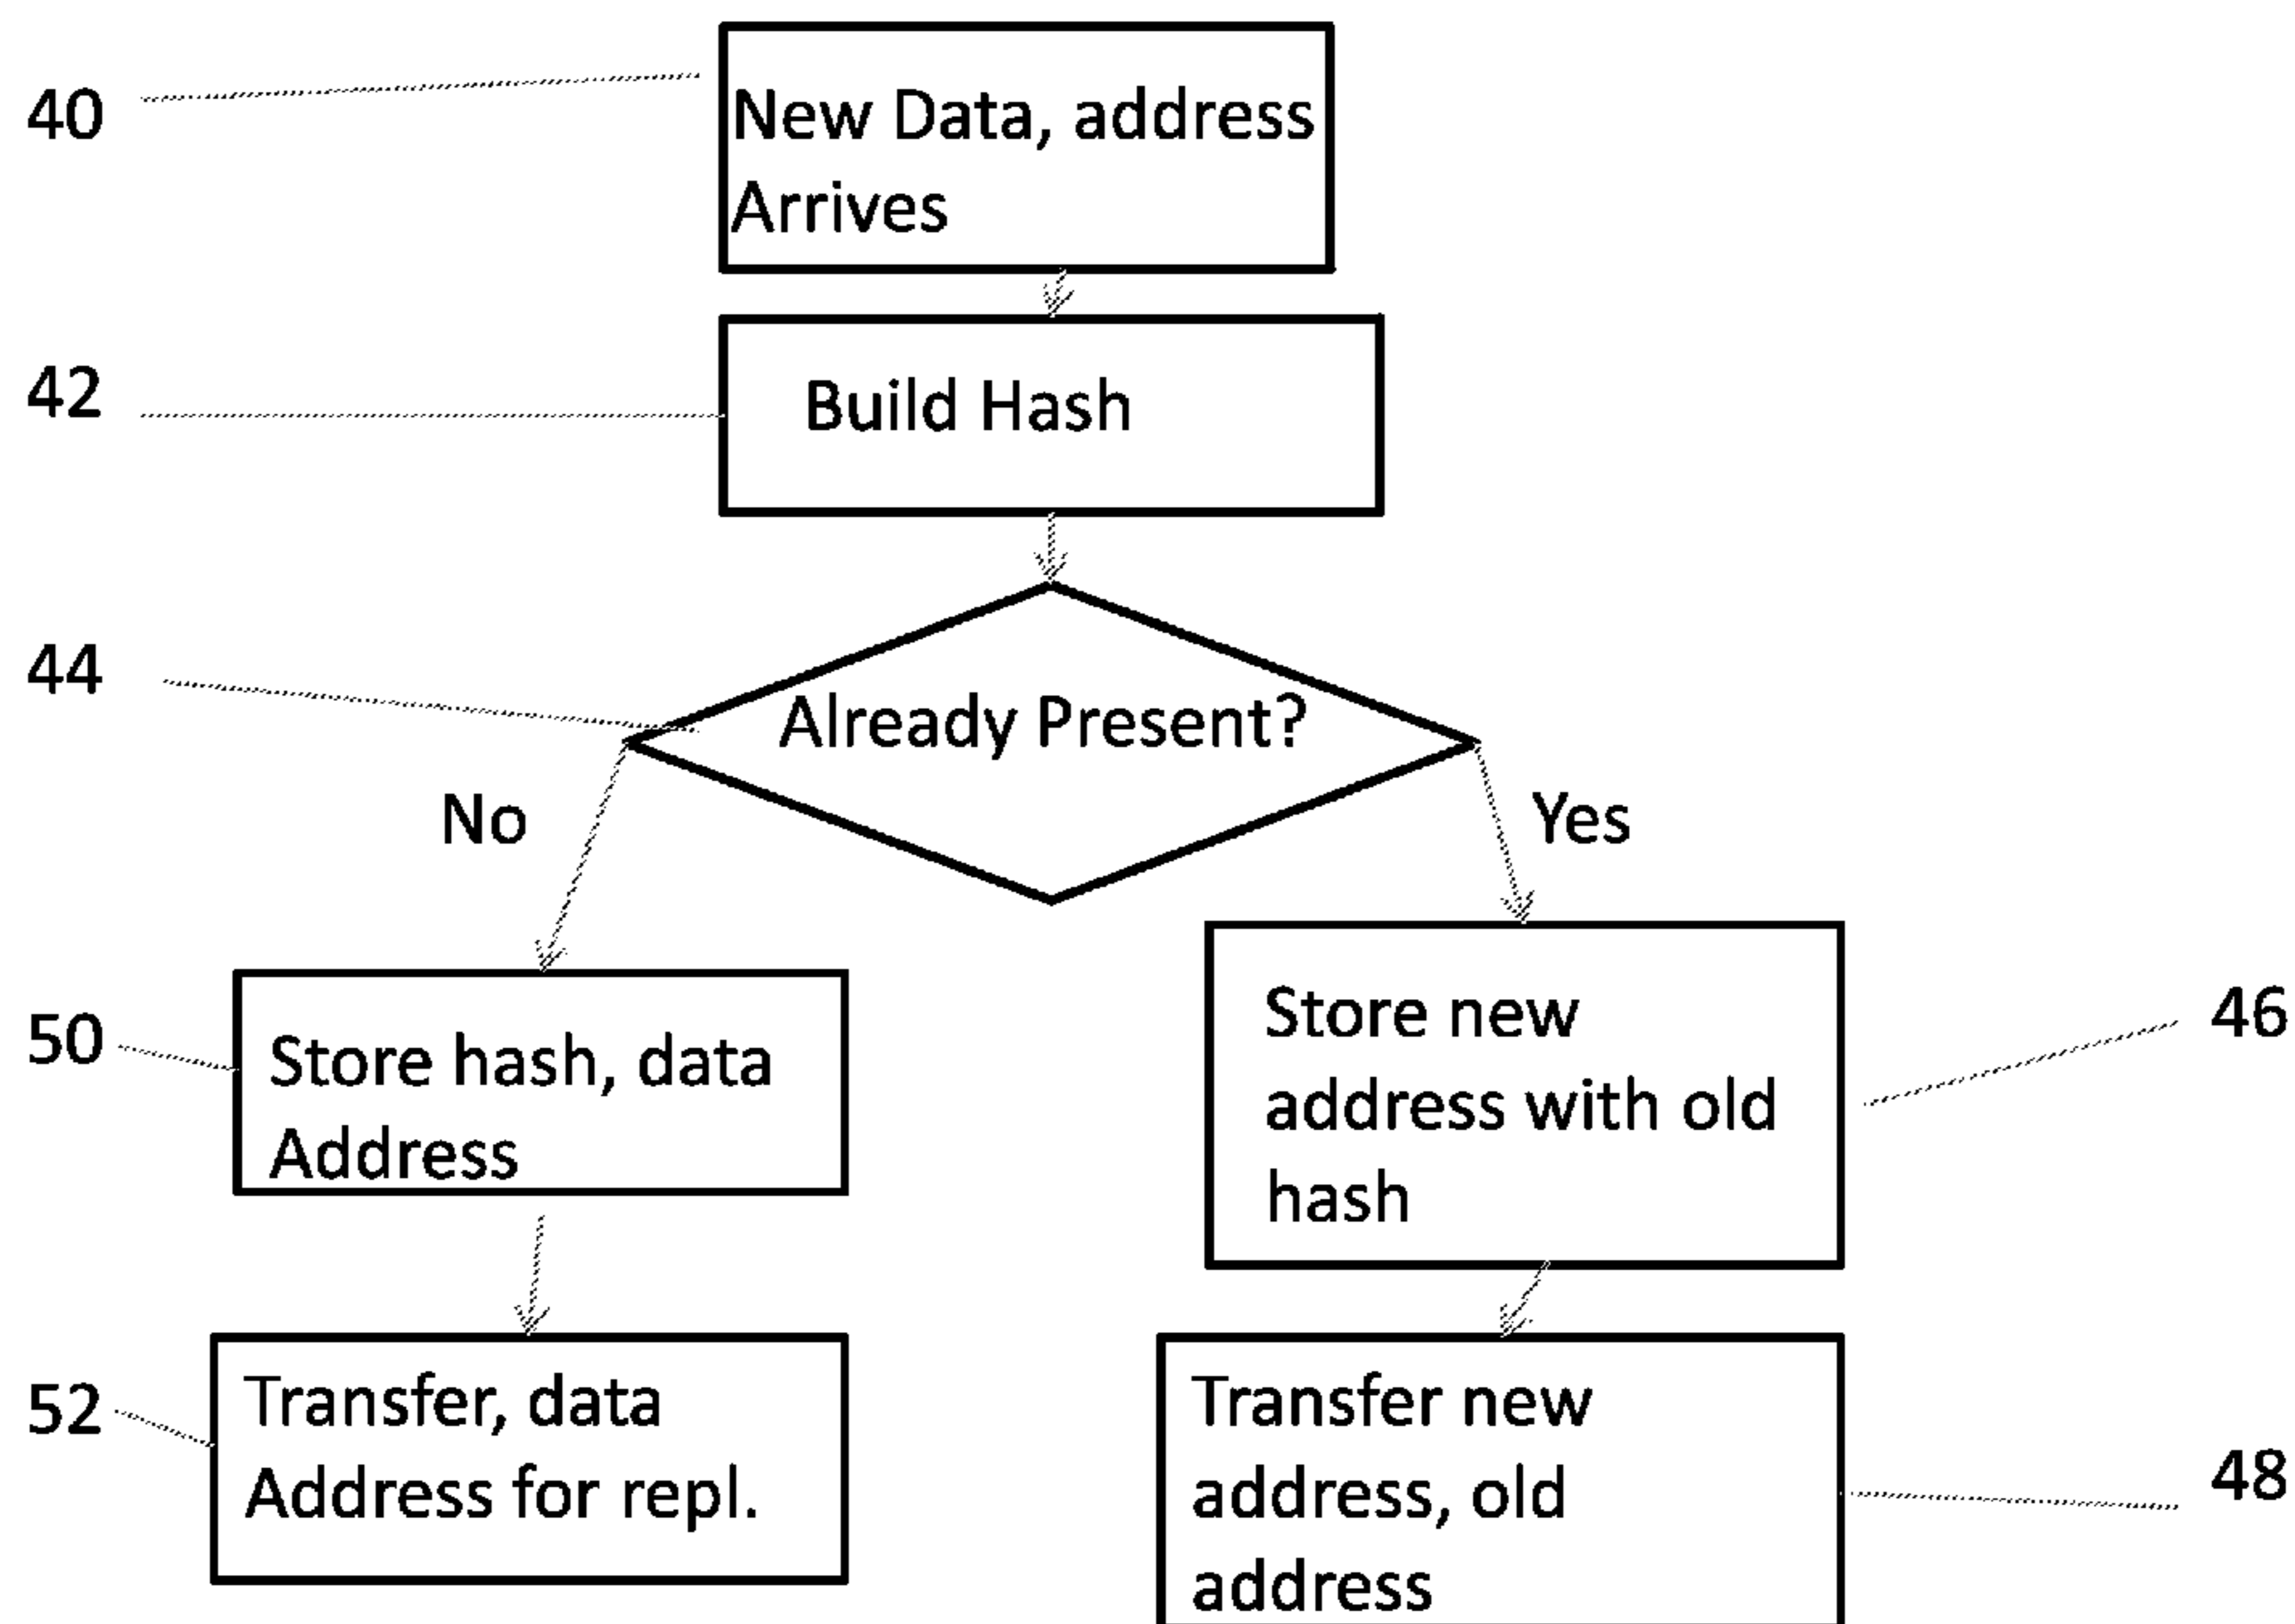 40
New Data, address
Arrives
42
Build Hash
44
Already Present?
No
Yes
50
Store hash, data
Address
Store new
address with old
hash
46
52
Transfer, data
Address for repl.
Transfer new
address, old
address
48